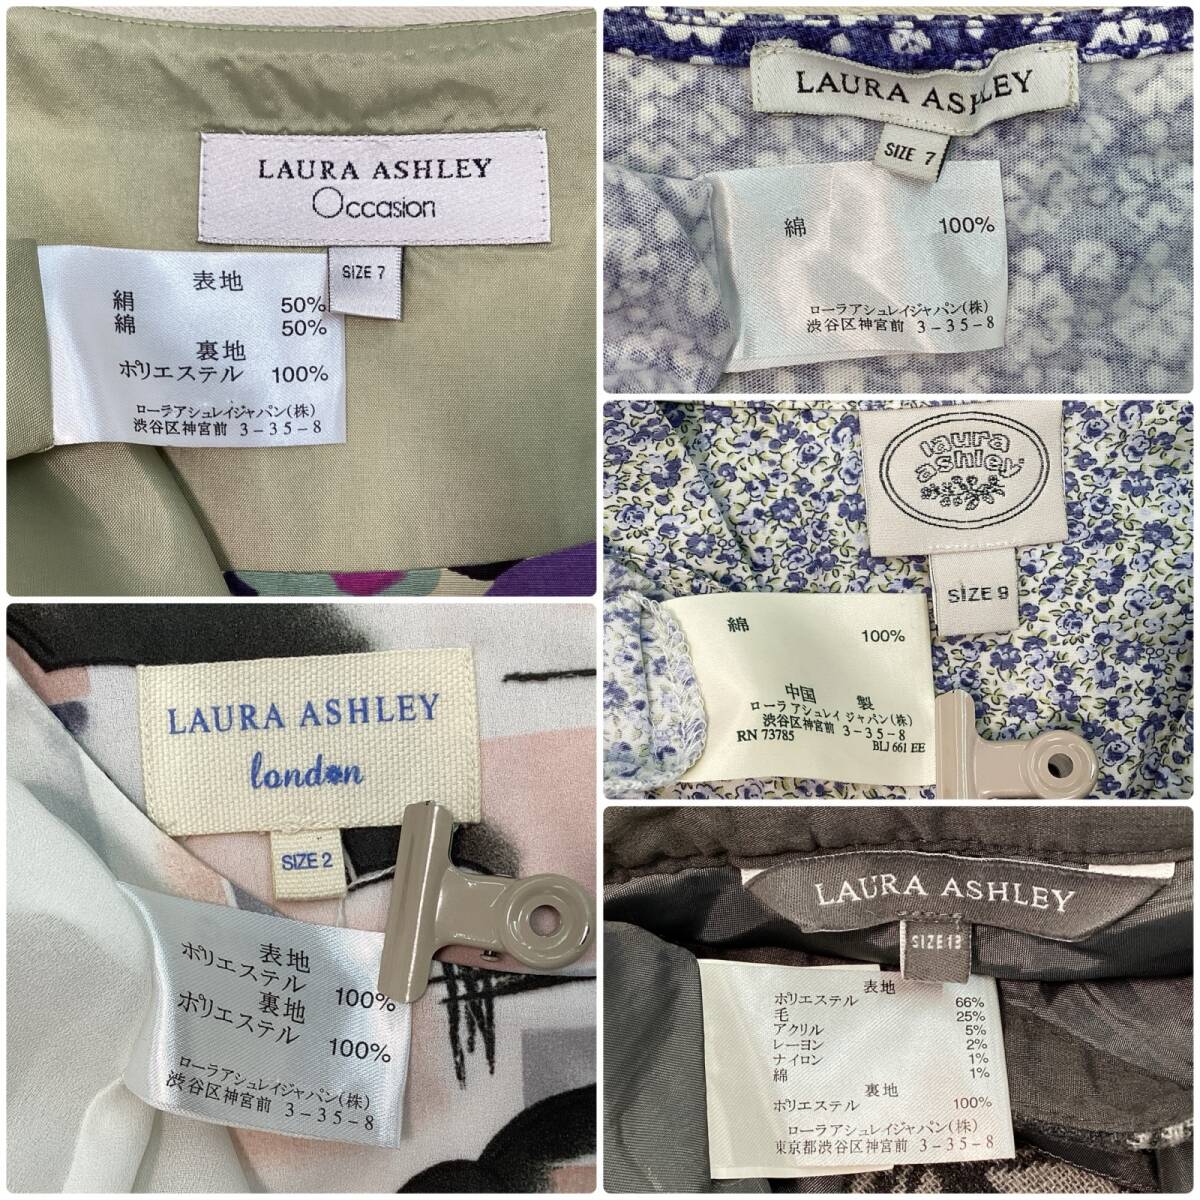 LAURA ASHLEY
Occasion
SIZE 7
表地
絹 50%
綿 50%
裏地
ポリエステル 100%
ローラアシュレイジャパン(株)
渋谷区神宮前 3-35-8
LAURA ASHLEY
SIZE 7
綿 100%
ローラアシュレイジャパン(株)
渋谷区神宮前 3-35-8
laura
ashley
SIZE 9
綿 100%
中国 製
ローラ アシュレイ ジャパン(株)
渋谷区神宮前 3-35-8
RN 73785 BLJ 661 EE
LAURA ASHLEY
london
SIZE 2
表地
ポリエステル 100%
裏地
ポリエステル 100%
ローラアシュレイジャパン(株)
渋谷区神宮前 3-35-8
LAURA ASHLEY
SIZE 13
表地
ポリエステル 66%
毛 25%
アクリル 5%
レーヨン 2%
ナイロン 1%
綿 1%
裏地
ポリエステル 100%
ローラアシュレイジャパン(株)
東京都渋谷区神宮前 3-35-8